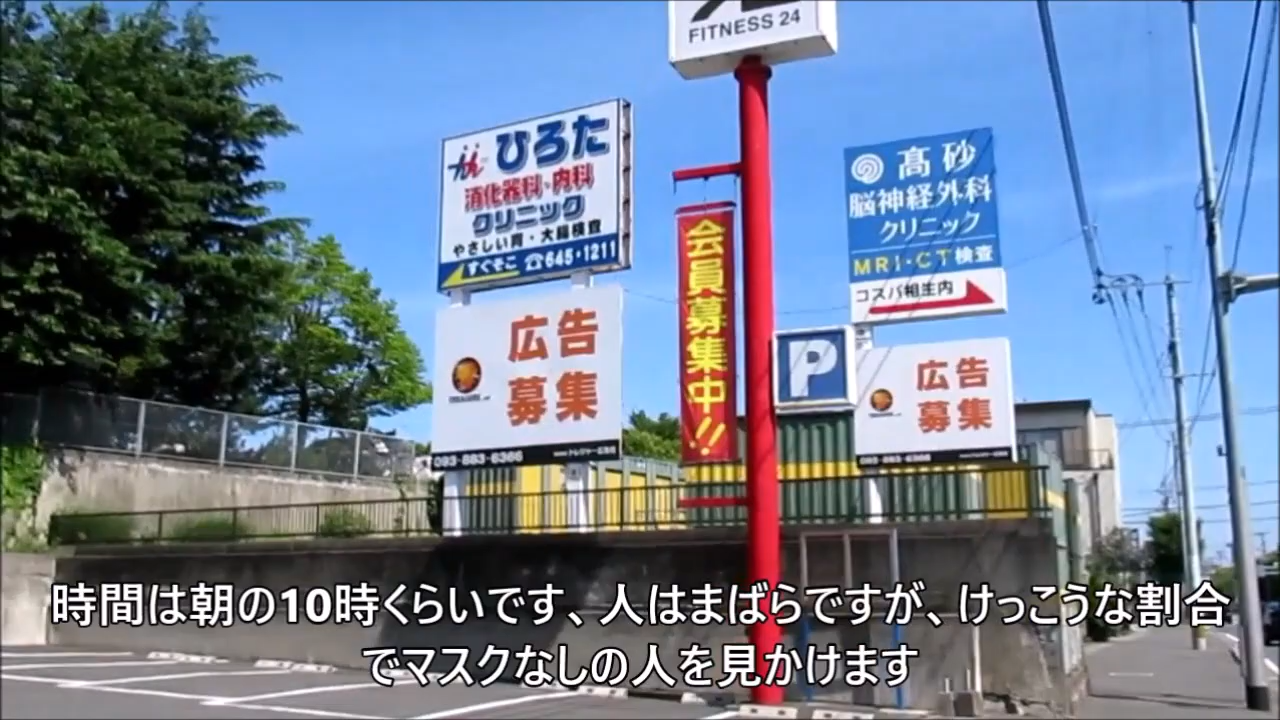 FITNESS 24
ひろた
消化器科・内科
クリニック
やさしい胃・大腸検査
すぐそこ ☎645・1211
広告
募集
093-883-6366
会員募集中!!
P
髙砂
脳神経外科
クリニック
MRI・CT検査
コスパ相生内
広告
募集
093-883-6366
時間は朝の10時くらいです、人はまばらですが、けっこうな割合
でマスクなしの人を見かけます